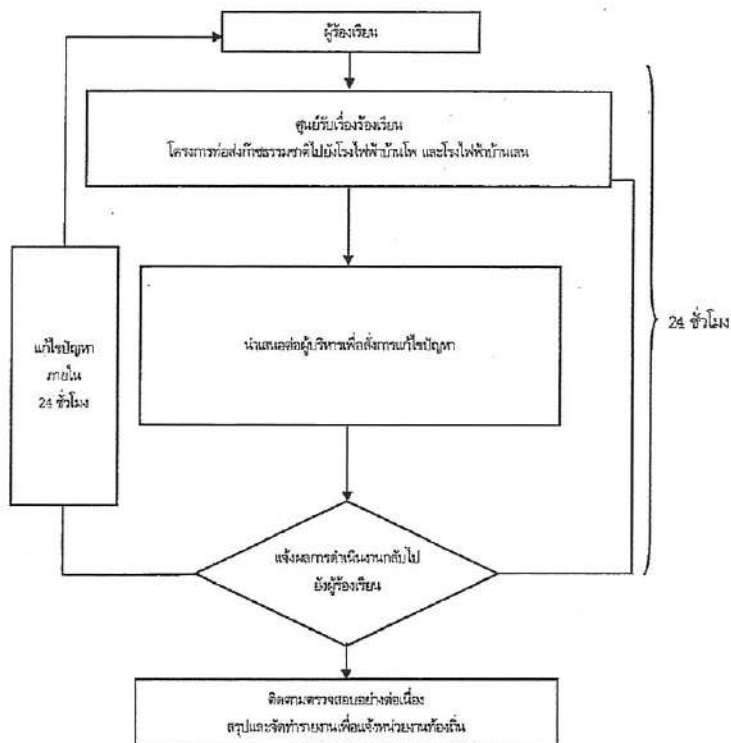 ผู้ร้องเรียน
ศูนย์รับเรื่องร้องเรียน
โครงการท่อส่งก๊าซธรรมชาติไปยังโรงไฟฟ้าบ้านโพ และโรงไฟฟ้าบ้านเลน
แก้ไขปัญหา
ภายใน
24 ชั่วโมง
นำเสนอต่อผู้บริหารเพื่อสั่งการแก้ไขปัญหา
24 ชั่วโมง
แจ้งผลการดำเนินงานกลับไป
ยังผู้ร้องเรียน
ติดตามตรวจสอบอย่างต่อเนื่อง
สรุปและจัดทำรายงานเพื่อแจ้งหน่วยงานท้องถิ่น